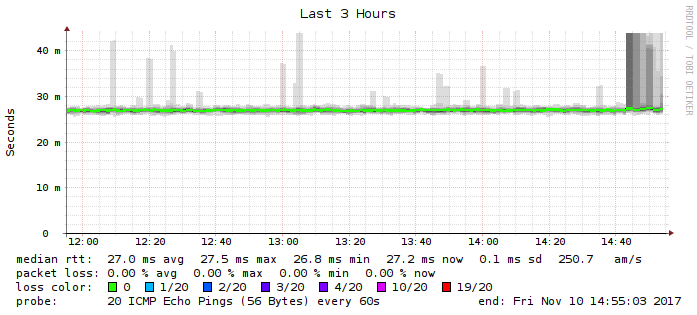 Last 3 Hours
RRDTOOL / TOBI OETIKER
Seconds
40 m
30 m
20 m
10 m
0
12:00 12:20 12:40 13:00 13:20 13:40 14:00 14:20 14:40
median rtt: 27.0 ms avg 27.5 ms max 26.8 ms min 27.2 ms now 0.1 ms sd 250.7 am/s
packet loss: 0.00 % avg 0.00 % max 0.00 % min 0.00 % now
loss color: 0 1/20 2/20 3/20 4/20 10/20 19/20
probe: 20 ICMP Echo Pings (56 Bytes) every 60s end: Fri Nov 10 14:55:03 2017